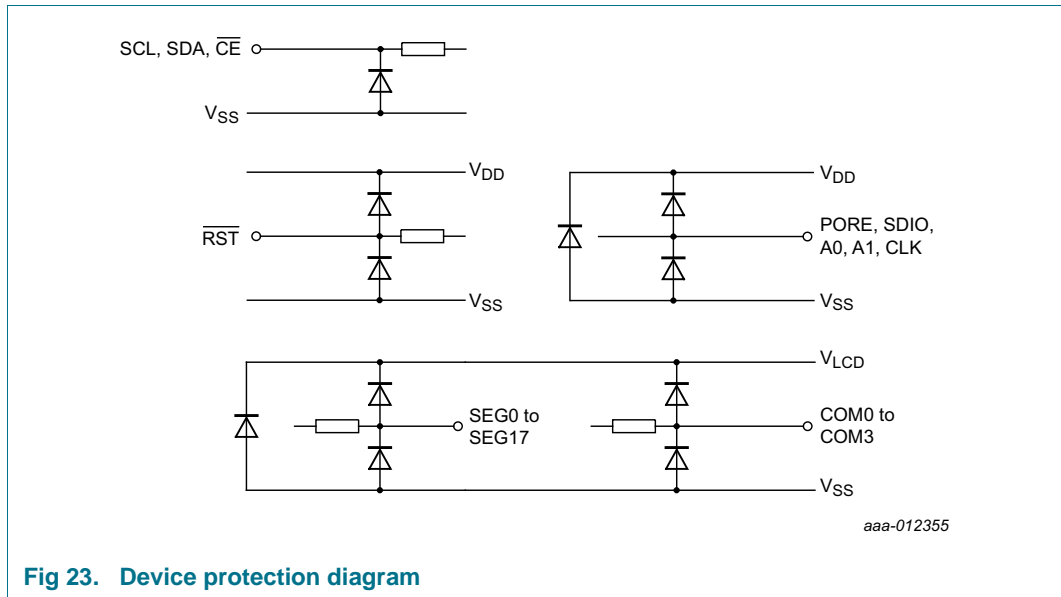 SCL, SDA, CE
VSS
VDD
RST
VSS
VDD
PORE, SDIO,
A0, A1, CLK
VSS
VLCD
SEG0 to
SEG17
COM0 to
COM3
VSS
aaa-012355
Fig 23. Device protection diagram